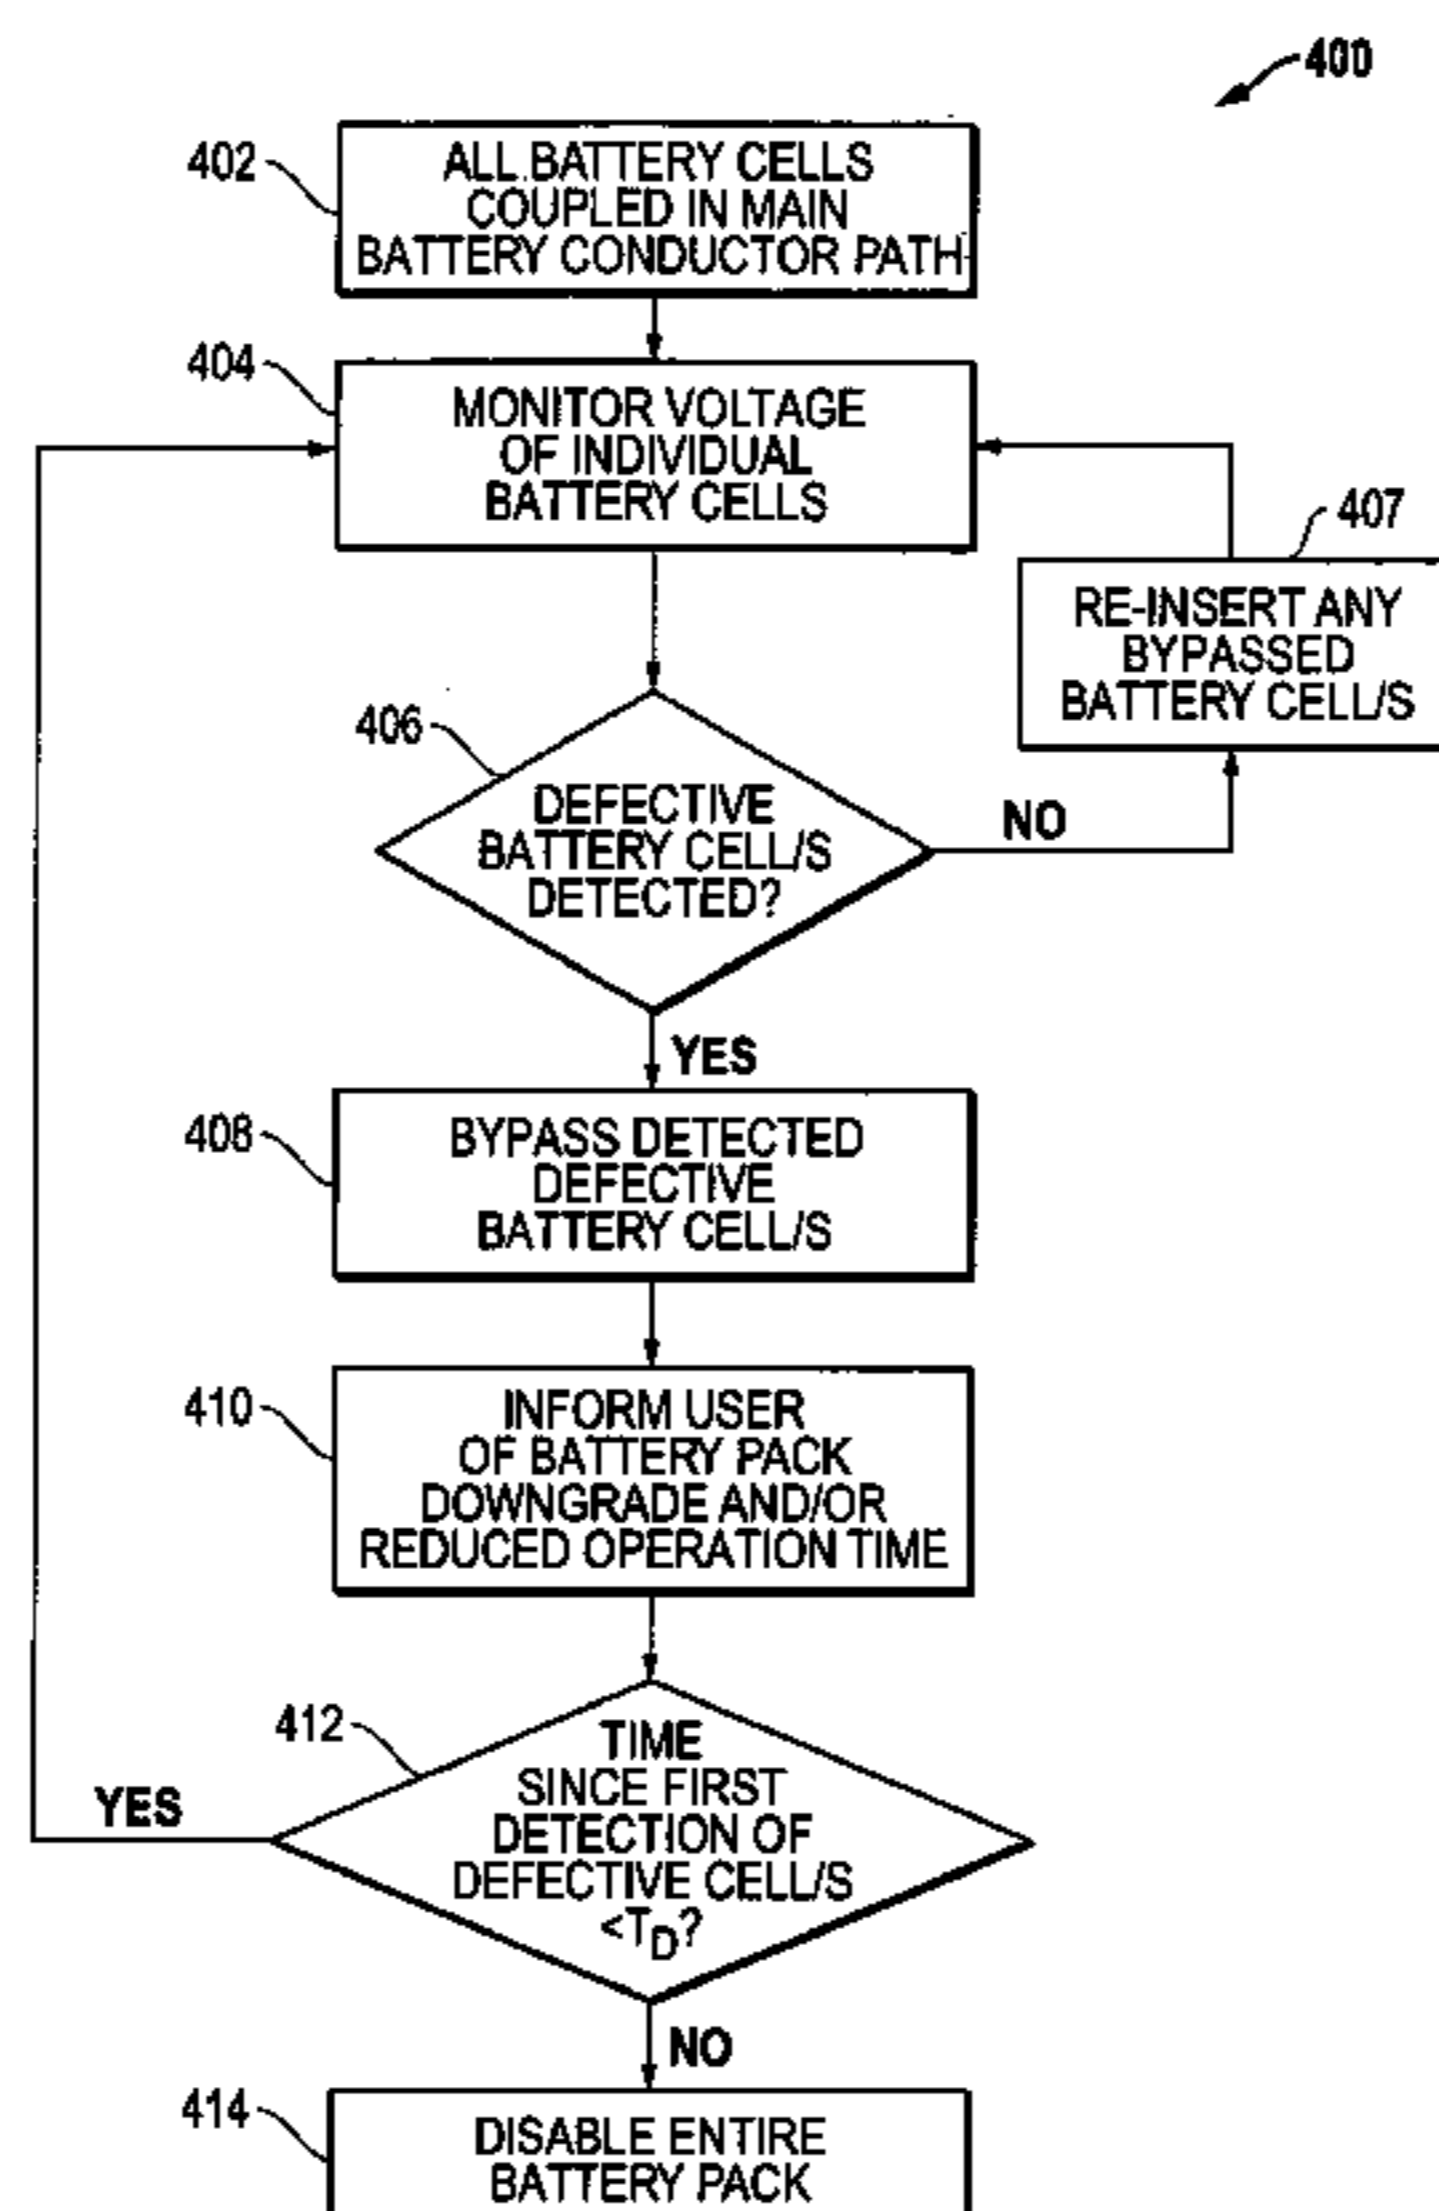 400
402
ALL BATTERY CELLS
COUPLED IN MAIN
BATTERY CONDUCTOR PATH
404
MONITOR VOLTAGE
OF INDIVIDUAL
BATTERY CELLS
407
RE-INSERT ANY
BYPASSED
BATTERY CELL/S
406
DEFECTIVE
BATTERY CELL/S
DETECTED?
NO
YES
408
BYPASS DETECTED
DEFECTIVE
BATTERY CELL/S
410
INFORM USER
OF BATTERY PACK
DOWNGRADE AND/OR
REDUCED OPERATION TIME
412
TIME
SINCE FIRST
DETECTION OF
DEFECTIVE CELL/S
<TD?
YES
NO
414
DISABLE ENTIRE
BATTERY PACK